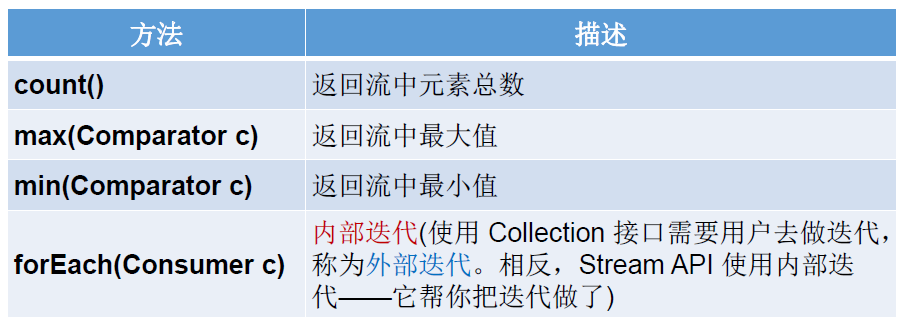 方法 描述
count() 返回流中元素总数
max(Comparator c) 返回流中最大值
min(Comparator c) 返回流中最小值
forEach(Consumer c) 内部迭代(使用 Collection 接口需要用户去做迭代，
称为外部迭代。相反，Stream API 使用内部迭
代——它帮你把迭代做了)